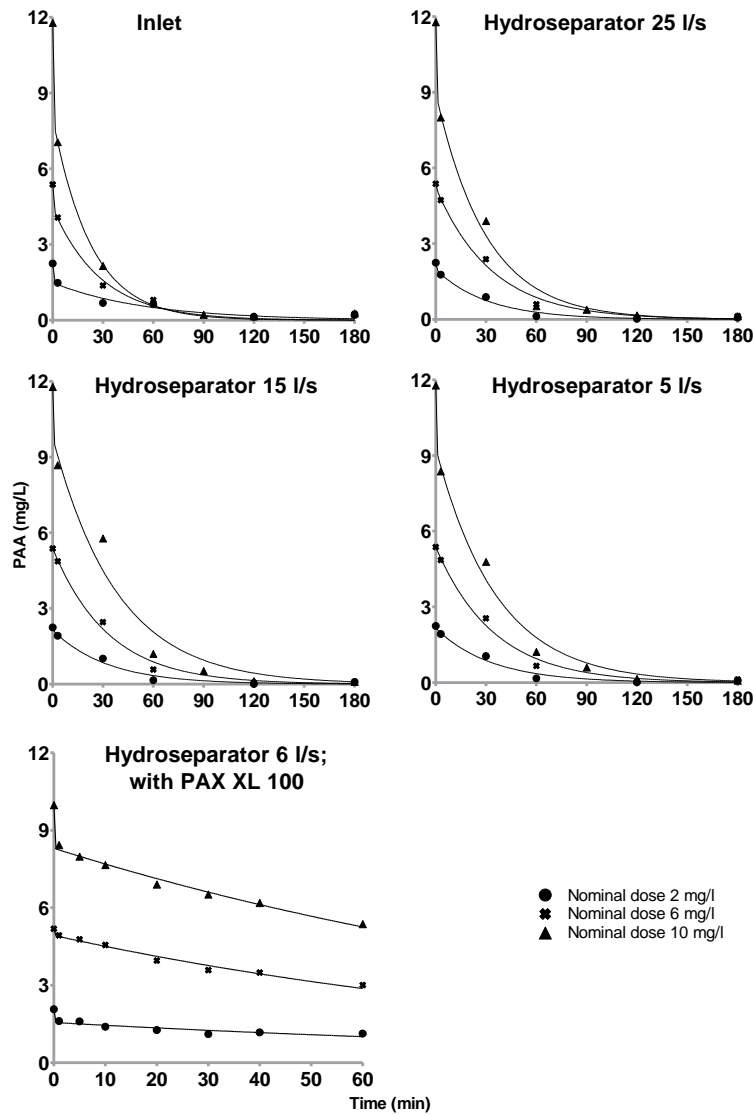 Inlet
12
9
6
3
0
0 30 60 90 120 150 180
Hydroseparator 25 l/s
12
9
6
3
0
0 30 60 90 120 150 180
Hydroseparator 15 l/s
12
9
6
3
0
0 30 60 90 120 150 180
PAA (mg/L)
Hydroseparator 5 l/s
12
9
6
3
0
0 30 60 90 120 150 180
Hydroseparator 6 l/s;
with PAX XL 100
12
9
6
3
0
0 10 20 30 40 50 60
Time (min)
Nominal dose 2 mg/l
Nominal dose 6 mg/l
Nominal dose 10 mg/l